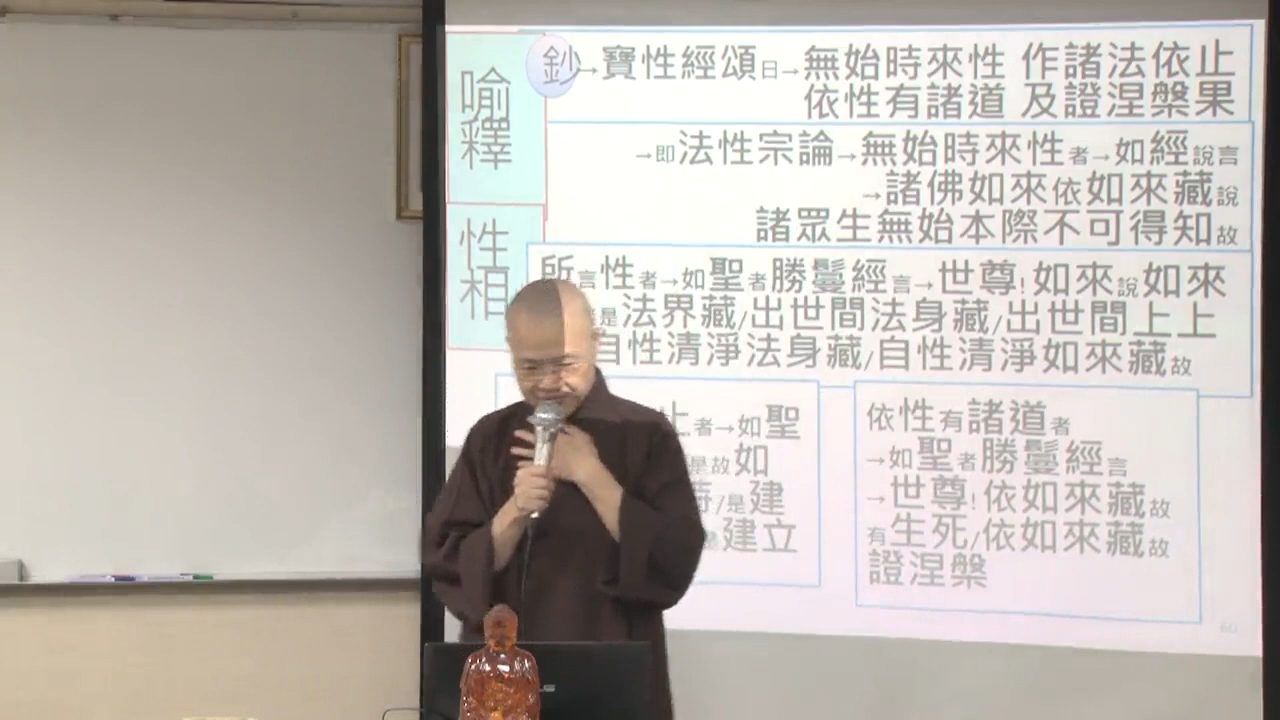 喻釋
性相
鈔→寶性經頌曰→無始時來性 作諸法依止
依性有諸道 及證涅槃果
→即法性宗論→無始時來性者→如經說言
→諸佛如來依如來藏說
諸眾生無始本際不可得知故
所言性者→如聖者勝鬘經言→世尊!如來說如來
是法界藏/出世間法身藏/出世間上上
自性清淨法身藏/自性清淨如來藏故
止者→如聖
是故如
/是建
建立
依性有諸道者
→如聖者勝鬘經言
→世尊!依如來藏故
有生死/依如來藏故
證涅槃
60